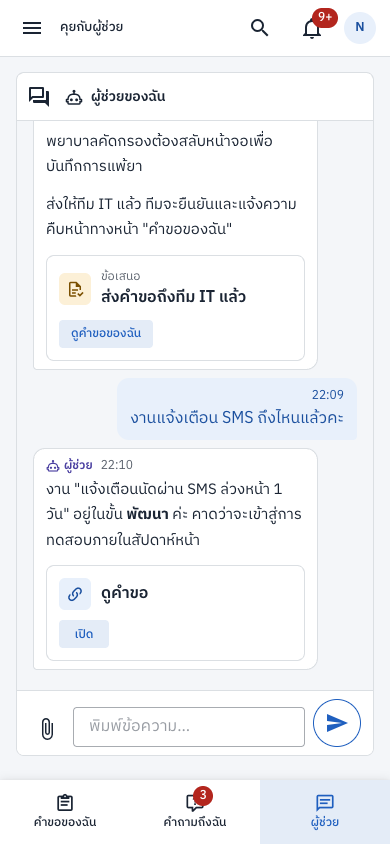 คุยกับผู้ช่วย
9+
N
ผู้ช่วยของฉัน
พยาบาลคัดกรองต้องสลับหน้าจอเพื่อ
บันทึกการแพ้ยา
ส่งให้ทีม IT แล้ว ทีมจะยืนยันและแจ้งความ
คืบหน้าทางหน้า "คำขอของฉัน"
ข้อเสนอ
ส่งคำขอถึงทีม IT แล้ว
ดูคำขอของฉัน
22:09
งานแจ้งเตือน SMS ถึงไหนแล้วคะ
ผู้ช่วย 22:10
งาน "แจ้งเตือนนัดผ่าน SMS ล่วงหน้า 1
วัน" อยู่ในขั้น พัฒนา ค่ะ คาดว่าจะเข้าสู่การ
ทดสอบภายในสัปดาห์หน้า
ดูคำขอ
เปิด
พิมพ์ข้อความ...
3
คำขอของฉัน
คำถามถึงฉัน
ผู้ช่วย